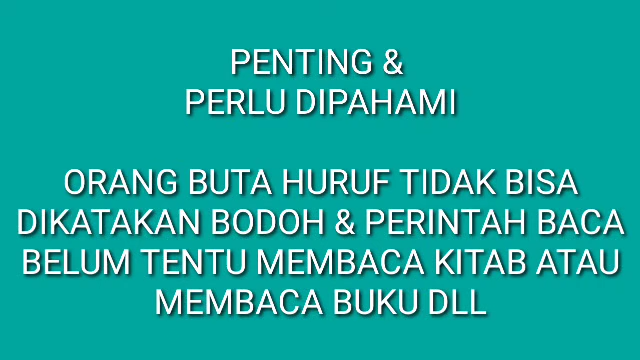 PENTING &
PERLU DIPAHAMI
ORANG BUTA HURUF TIDAK BISA
DIKATAKAN BODOH & PERINTAH BACA
BELUM TENTU MEMBACA KITAB ATAU
MEMBACA BUKU DLL